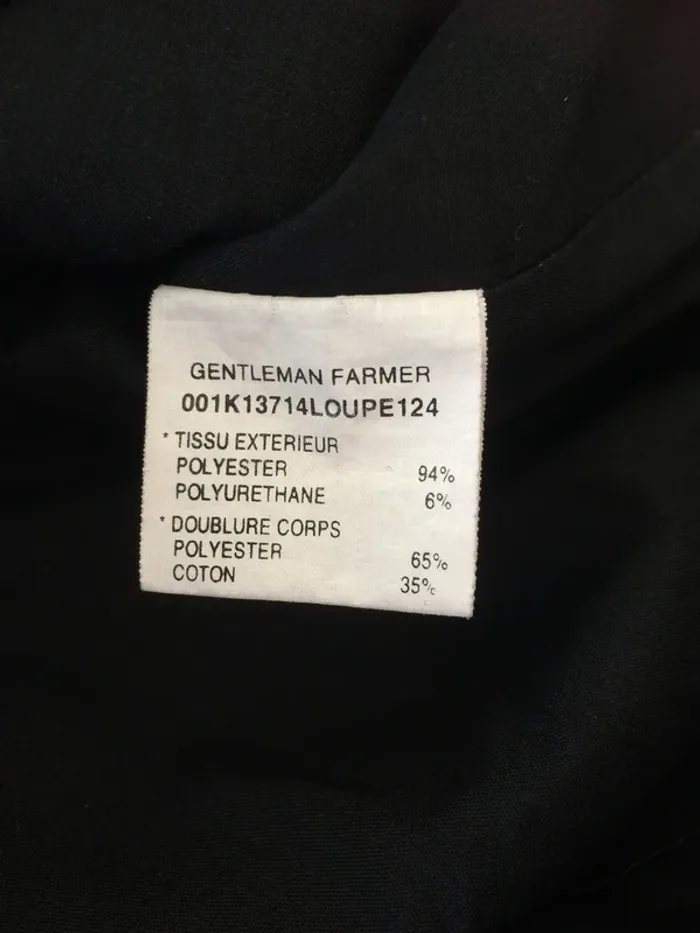 GENTLEMAN FARMER
001K13714LOUPE124
* TISSU EXTERIEUR
POLYESTER 94%
POLYURETHANE 6%
* DOUBLURE CORPS
POLYESTER 65%
COTON 35%